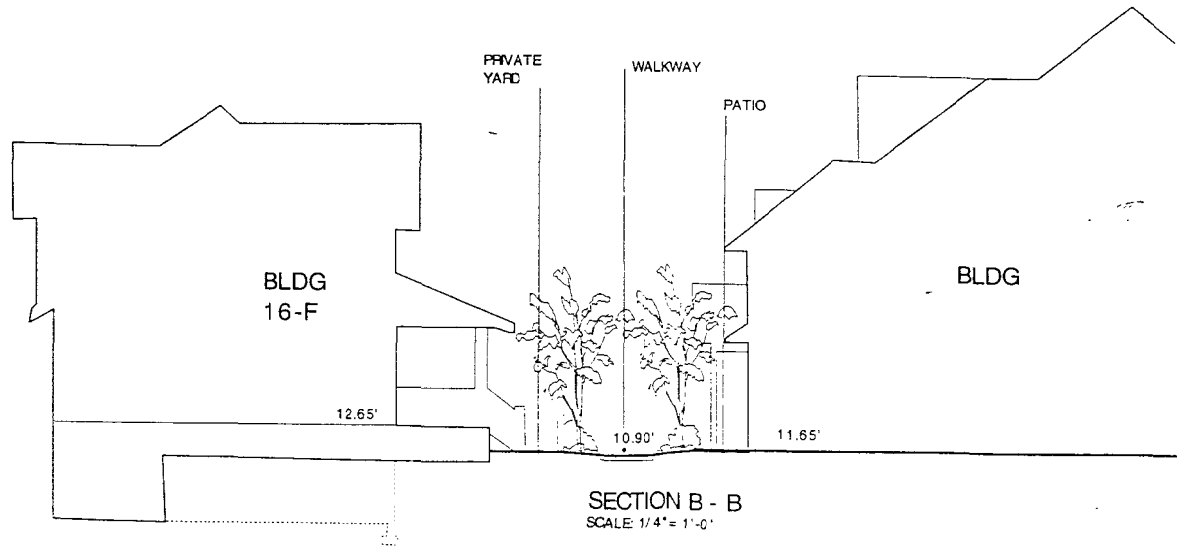 PRIVATE
YARD
WALKWAY
PATIO
BLDG
16-F
BLDG
12.65'
10.90'
11.65'
SECTION B - B
SCALE: 1/4" = 1'-0"